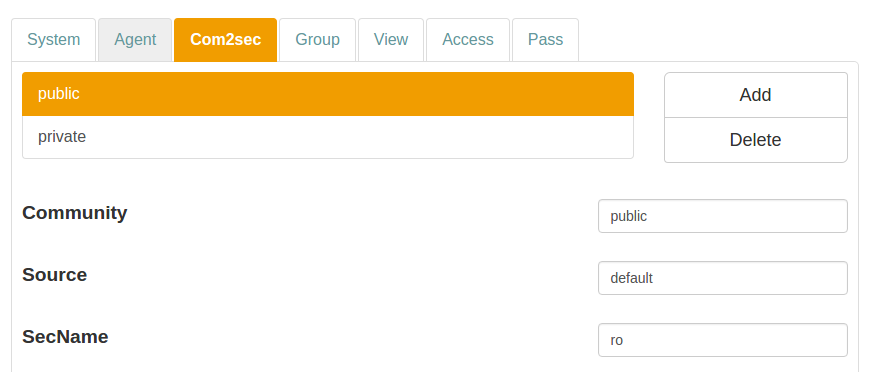 System Agent Com2sec Group View Access Pass
public Add
private Delete
Community public
Source default
SecName ro